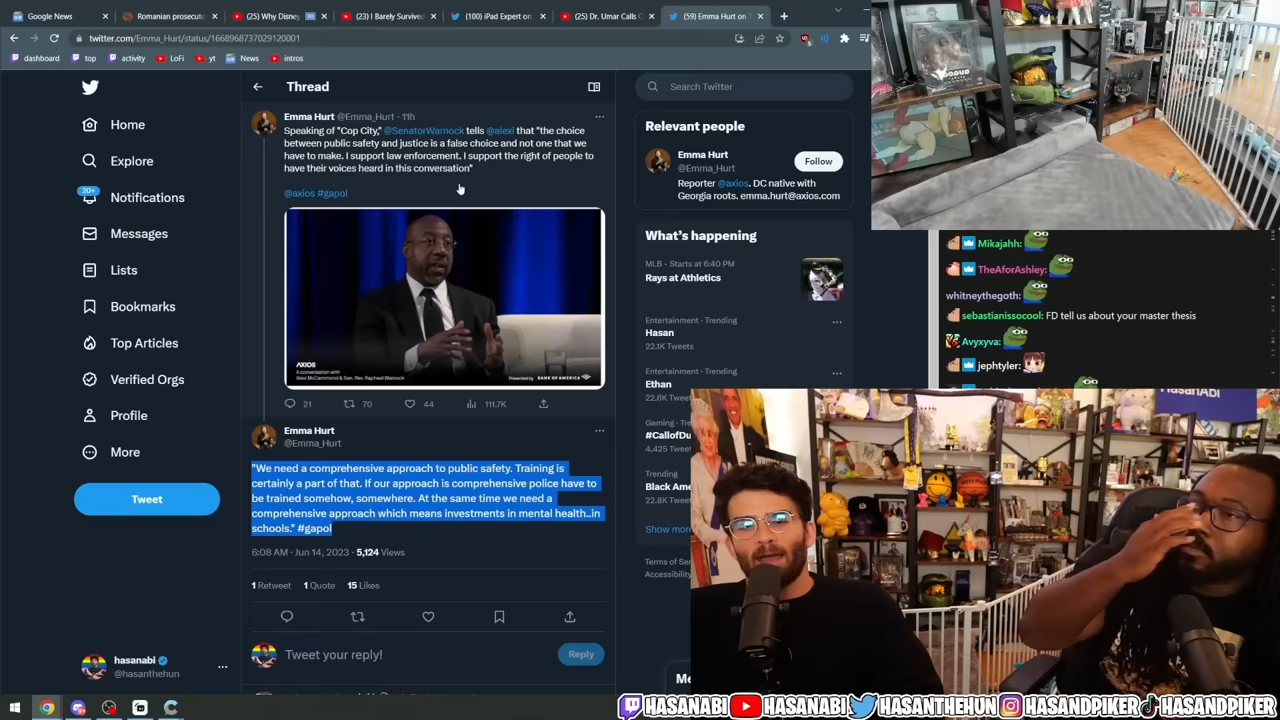 Google News
Romanian prosecuto
(25) Why Disney
(23) I Barely Survived
(100) iPad Expert on
(25) Dr. Umar Calls C
(59) Emma Hurt on T
twitter.com/Emma_Hurt/status/1668968737029120001
dashboard
top
activity
LoFi
yt
News
intros
Home
Explore
20+
Notifications
Messages
Lists
Bookmarks
Top Articles
Verified Orgs
Profile
More
Tweet
hasanabi
@hasanthehun
Thread
Emma Hurt @Emma_Hurt · 11h
Speaking of "Cop City," @SenatorWarnock tells @alexi that "the choice
between public safety and justice is a false choice and not one that we
have to make. I support law enforcement. I support the right of people to
have their voices heard in this conversation"
@axios #gapol
AXIOS
A conversation with
Alexi McCammond & Sen. Rev. Raphael Warnock
Presented by BANK OF AMERICA
21
70
44
111.7K
Emma Hurt
@Emma_Hurt
"We need a comprehensive approach to public safety. Training is
certainly a part of that. If our approach is comprehensive police have to
be trained somehow, somewhere. At the same time we need a
comprehensive approach which means investments in mental health..in
schools." #gapol
6:08 AM · Jun 14, 2023 · 5,124 Views
1 Retweet 1 Quote 15 Likes
Tweet your reply!
Reply
Search Twitter
Relevant people
Emma Hurt
@Emma_Hurt
Follow
Reporter @axios. DC native with
Georgia roots. emma.hurt@axios.com
What's happening
MLB · Starts at 6:40 PM
Rays at Athletics
Entertainment · Trending
Hasan
22.1K Tweets
Entertainment · Trending
Ethan
22.6K Tweets
Gaming · Tre
#CallofDu
4,425 Tweets
Trending
Black Ame
22.8K Tweets
Show mor
Terms of Se
Accessibility
Me
Mikajahh:
TheAforAshley:
whitneythegoth:
sebastianissocool: FD tell us about your master thesis
Avyxyva:
jephtyler:
HASANABI
HASANABI
HASANABI
HASANTHEHUN
HASANDPIKER
HASANDPIKER